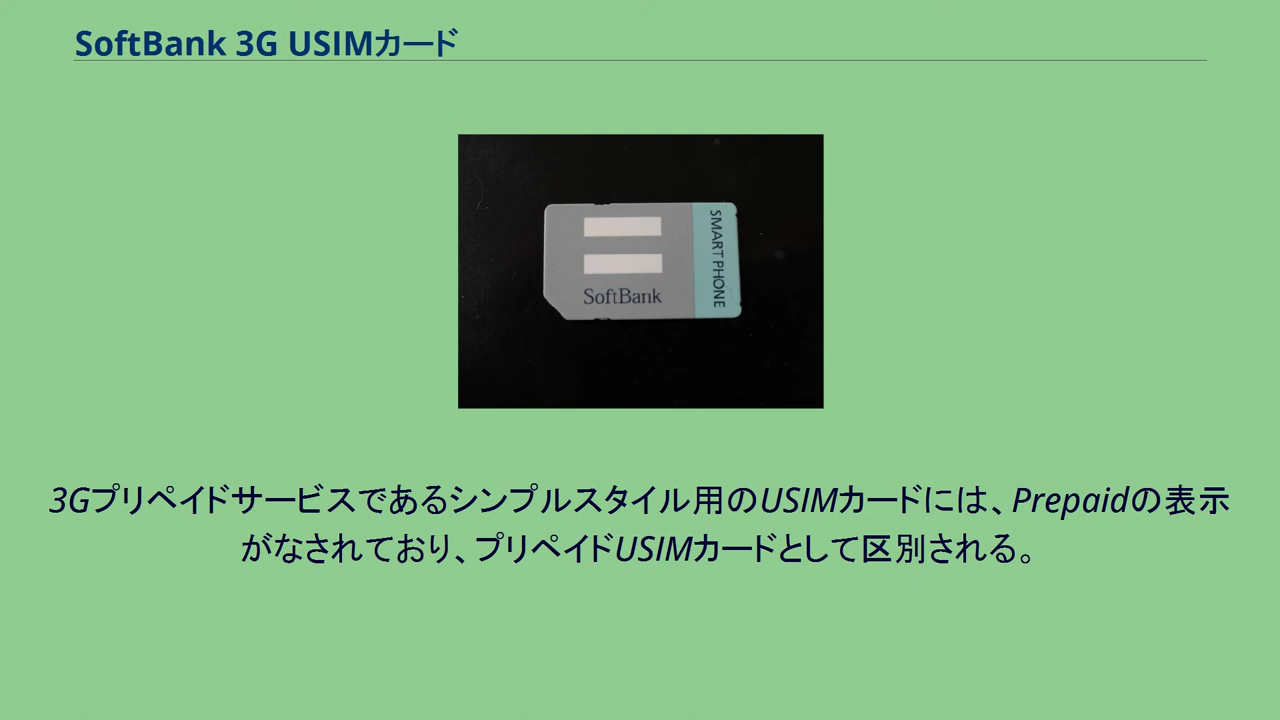 SoftBank 3G USIMカード
SoftBank
SMART PHONE
3Gプリペイドサービスであるシンプルスタイル用のUSIMカードには、Prepaidの表示
がなされており、プリペイドUSIMカードとして区別される。